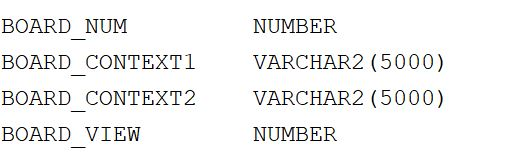 BOARD_NUM NUMBER
BOARD_CONTEXT1 VARCHAR2(5000)
BOARD_CONTEXT2 VARCHAR2(5000)
BOARD_VIEW NUMBER